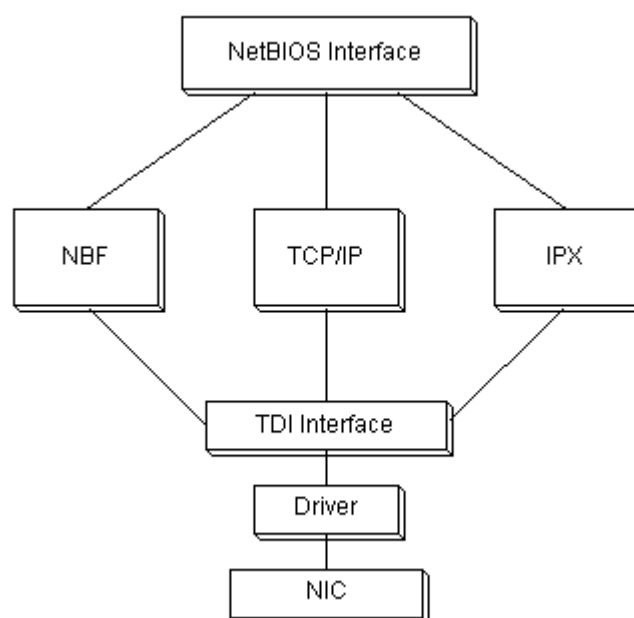 NetBIOS Interface
NBF
TCP/IP
IPX
TDI Interface
Driver
NIC